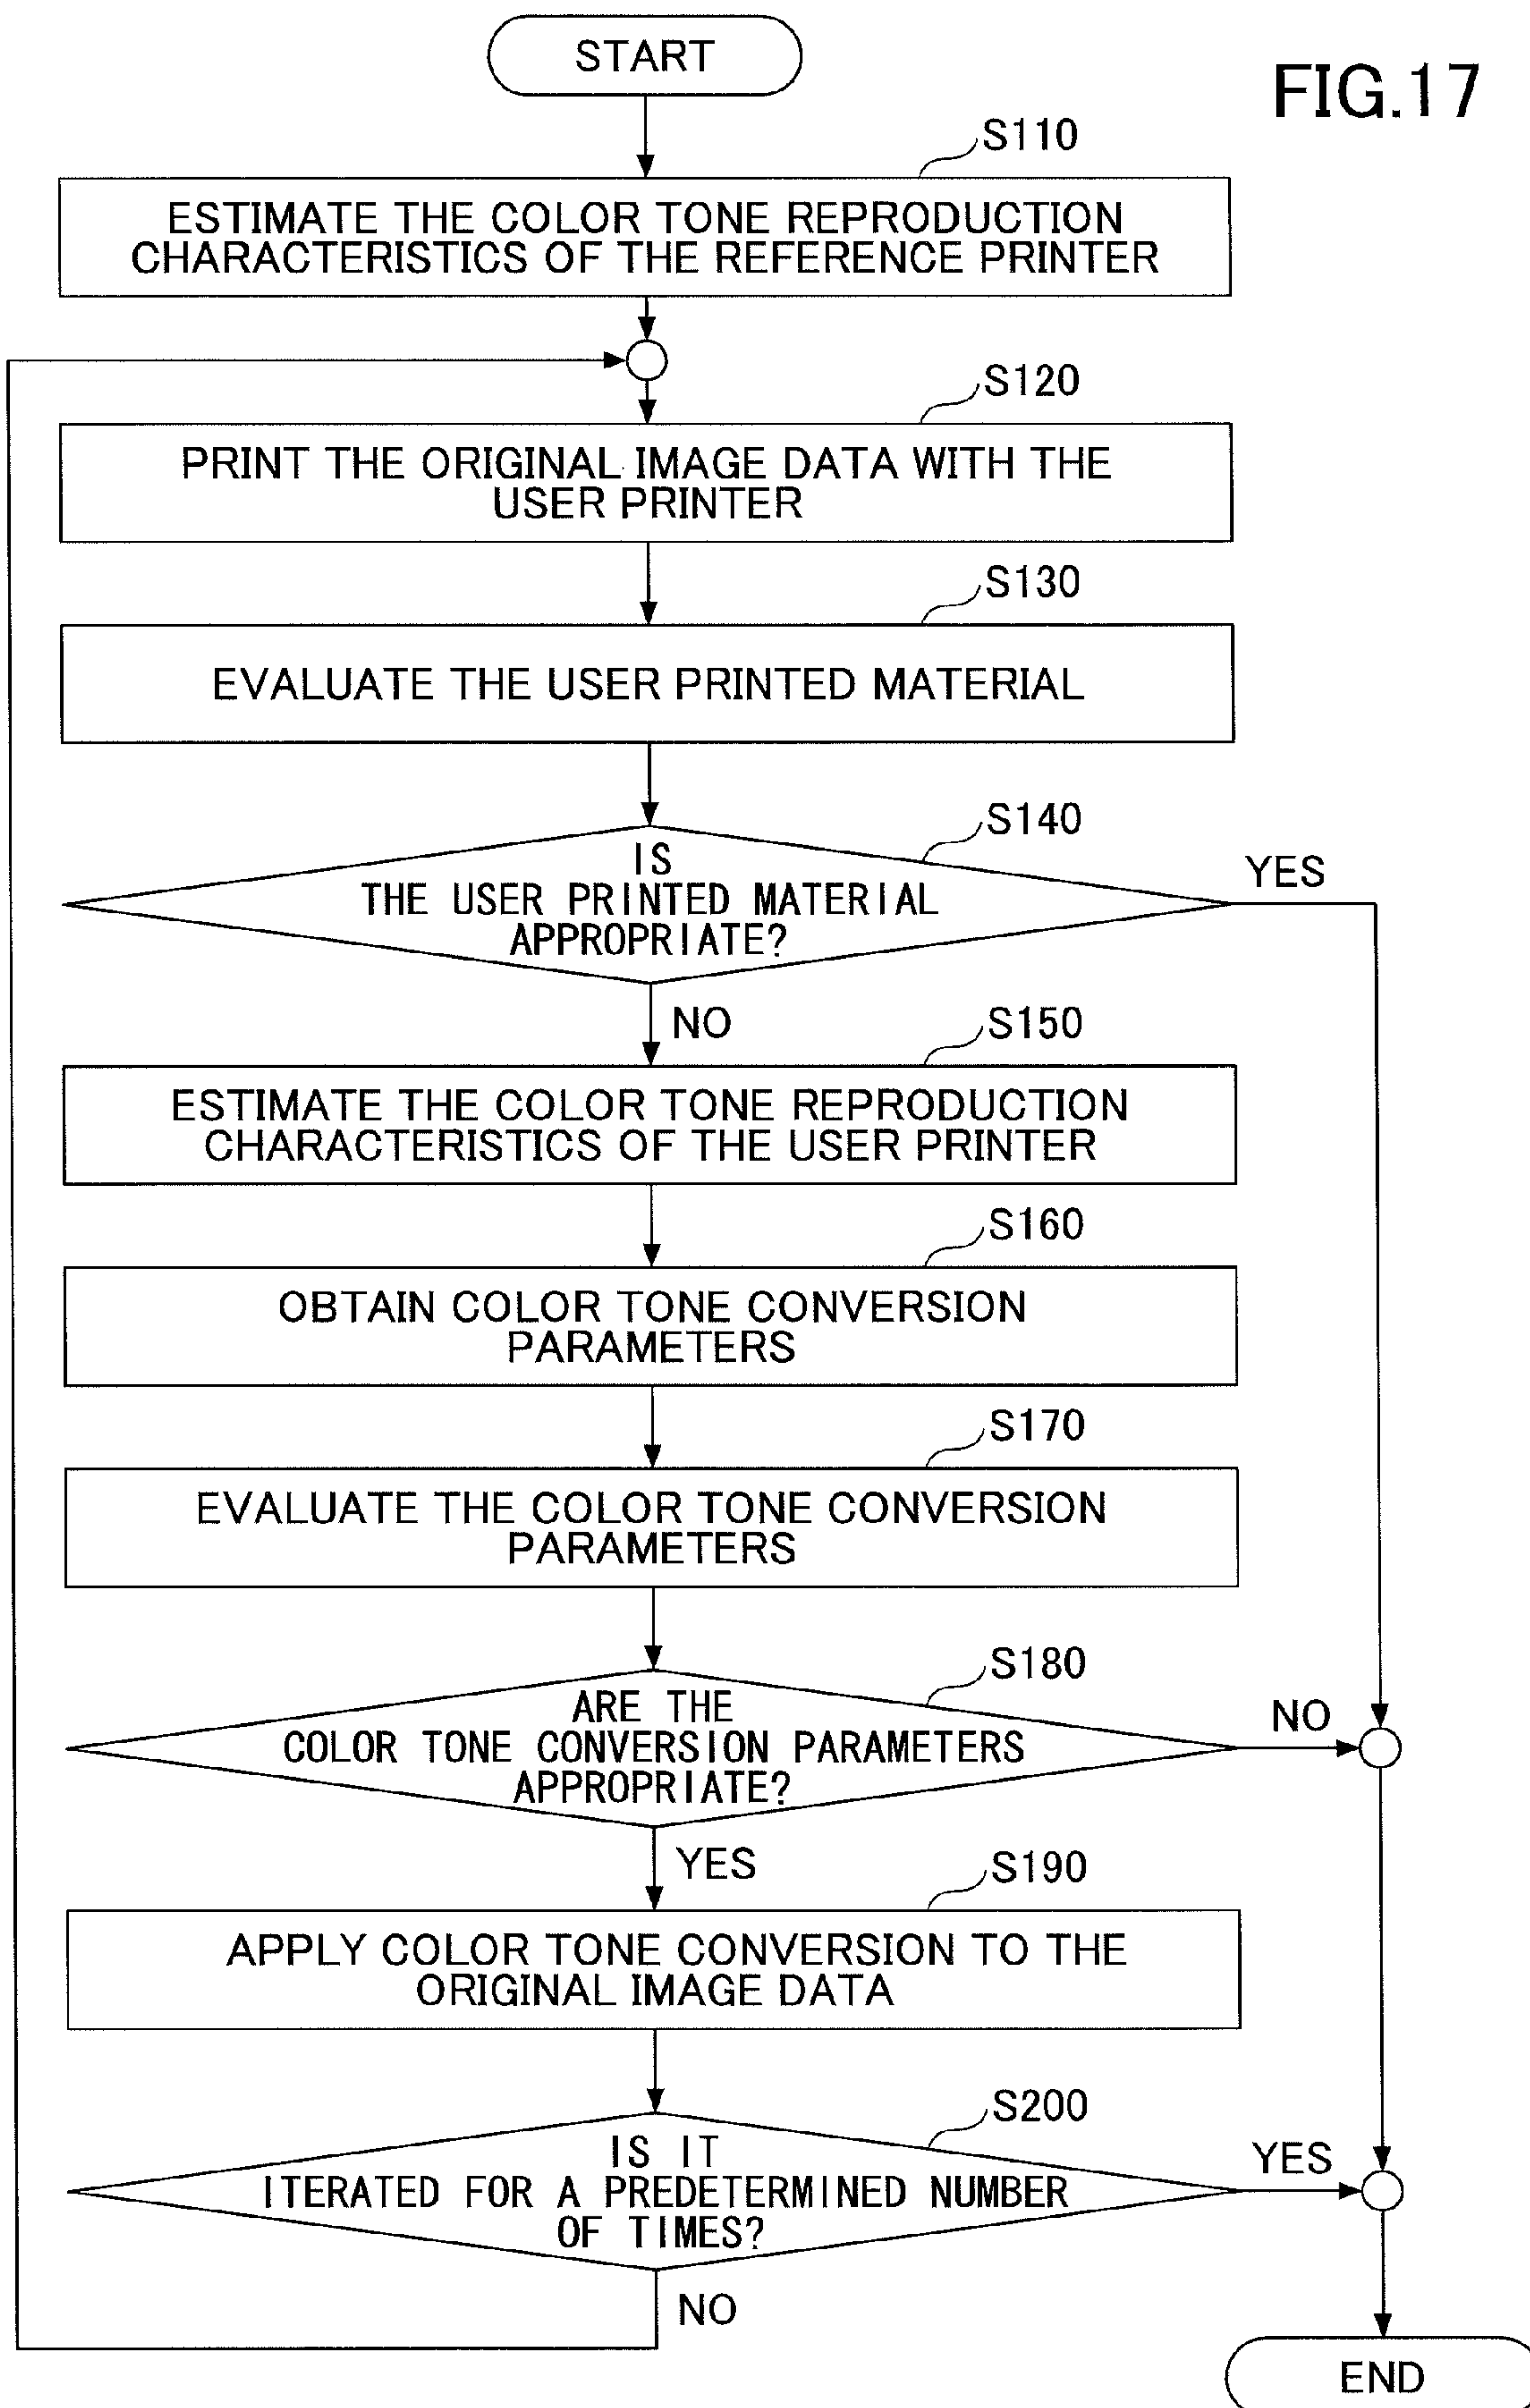 START
FIG.17
S110
ESTIMATE THE COLOR TONE REPRODUCTION
CHARACTERISTICS OF THE REFERENCE PRINTER
S120
PRINT THE ORIGINAL IMAGE DATA WITH THE
USER PRINTER
S130
EVALUATE THE USER PRINTED MATERIAL
S140
IS
THE USER PRINTED MATERIAL
APPROPRIATE?
YES
NO
S150
ESTIMATE THE COLOR TONE REPRODUCTION
CHARACTERISTICS OF THE USER PRINTER
S160
OBTAIN COLOR TONE CONVERSION
PARAMETERS
S170
EVALUATE THE COLOR TONE CONVERSION
PARAMETERS
S180
ARE THE
COLOR TONE CONVERSION PARAMETERS
APPROPRIATE?
NO
YES
S190
APPLY COLOR TONE CONVERSION TO THE
ORIGINAL IMAGE DATA
S200
IS IT
ITERATED FOR A PREDETERMINED NUMBER
OF TIMES?
YES
NO
END